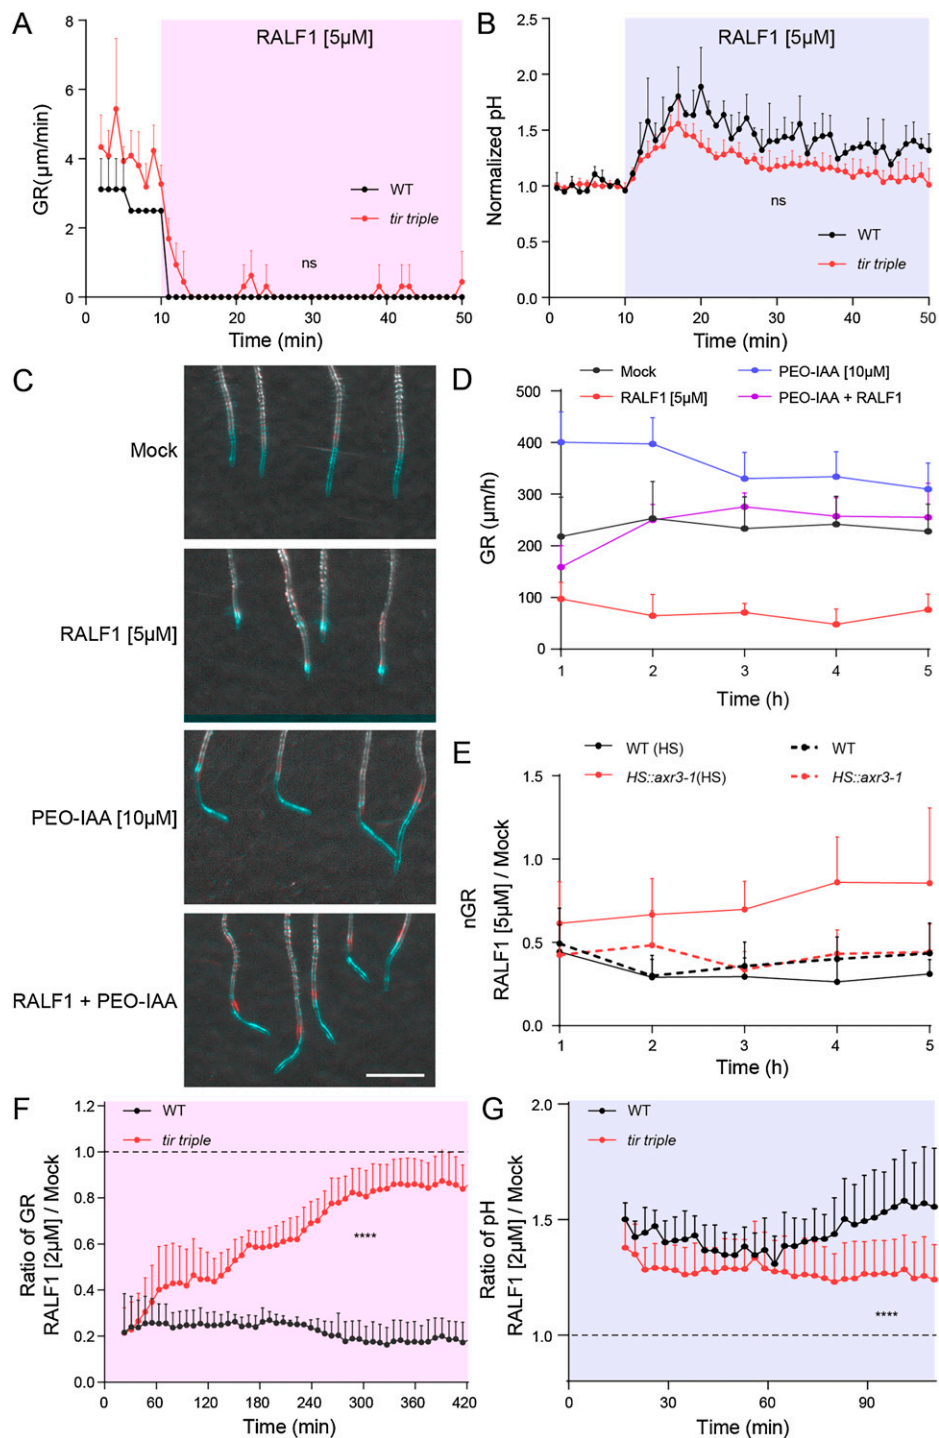 A
RALF1 [5µM]
GR(µm/min)
8
6
4
2
0
WT
tir triple
ns
0 10 20 30 40 50
Time (min)
B
RALF1 [5µM]
Normalized pH
2.5
2.0
1.5
1.0
0.5
0.0
ns
WT
tir triple
0 10 20 30 40 50
Time (min)
C
Mock
RALF1 [5µM]
PEO-IAA [10µM]
RALF1 + PEO-IAA
D
Mock
PEO-IAA [10µM]
RALF1 [5µM]
PEO-IAA + RALF1
GR (µm/h)
500
400
300
200
100
0
1 2 3 4 5
Time (h)
E
WT (HS)
WT
HS::axr3-1(HS)
HS::axr3-1
nGR
RALF1 [5µM] / Mock
1.5
1.0
0.5
0.0
1 2 3 4 5
Time (h)
F
WT
tir triple
Ratio of GR
RALF1 [2µM] / Mock
1.2
1.0
0.8
0.6
0.4
0.2
0.0
****
0 60 120 180 240 300 360 420
Time (min)
G
WT
tir triple
Ratio of pH
RALF1 [2µM] / Mock
2.0
1.5
1.0
****
0 30 60 90
Time (min)